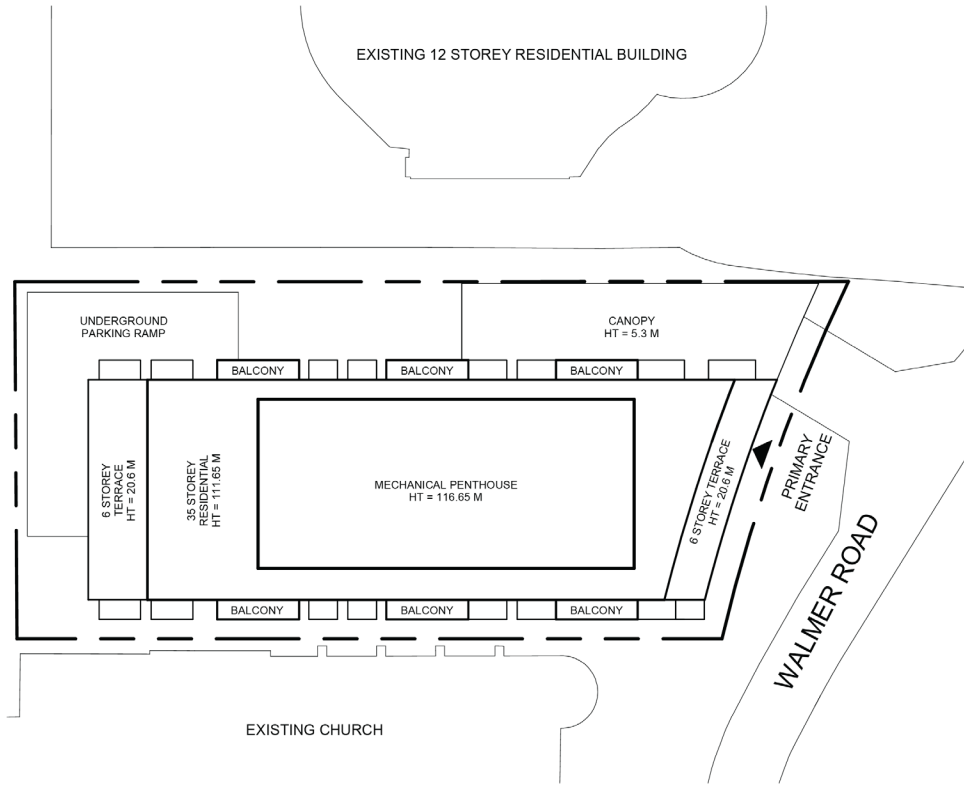 EXISTING 12 STOREY RESIDENTIAL BUILDING
UNDERGROUND
PARKING RAMP
CANOPY
HT = 5.3 M
BALCONY
BALCONY
BALCONY
6 STOREY
TERRACE
HT = 20.6 M
35 STOREY
RESIDENTIAL
HT = 111.65 M
MECHANICAL PENTHOUSE
HT = 116.65 M
6 STOREY TERRACE
HT = 20.6 M
PRIMARY
ENTRANCE
BALCONY
BALCONY
BALCONY
WALMER ROAD
EXISTING CHURCH